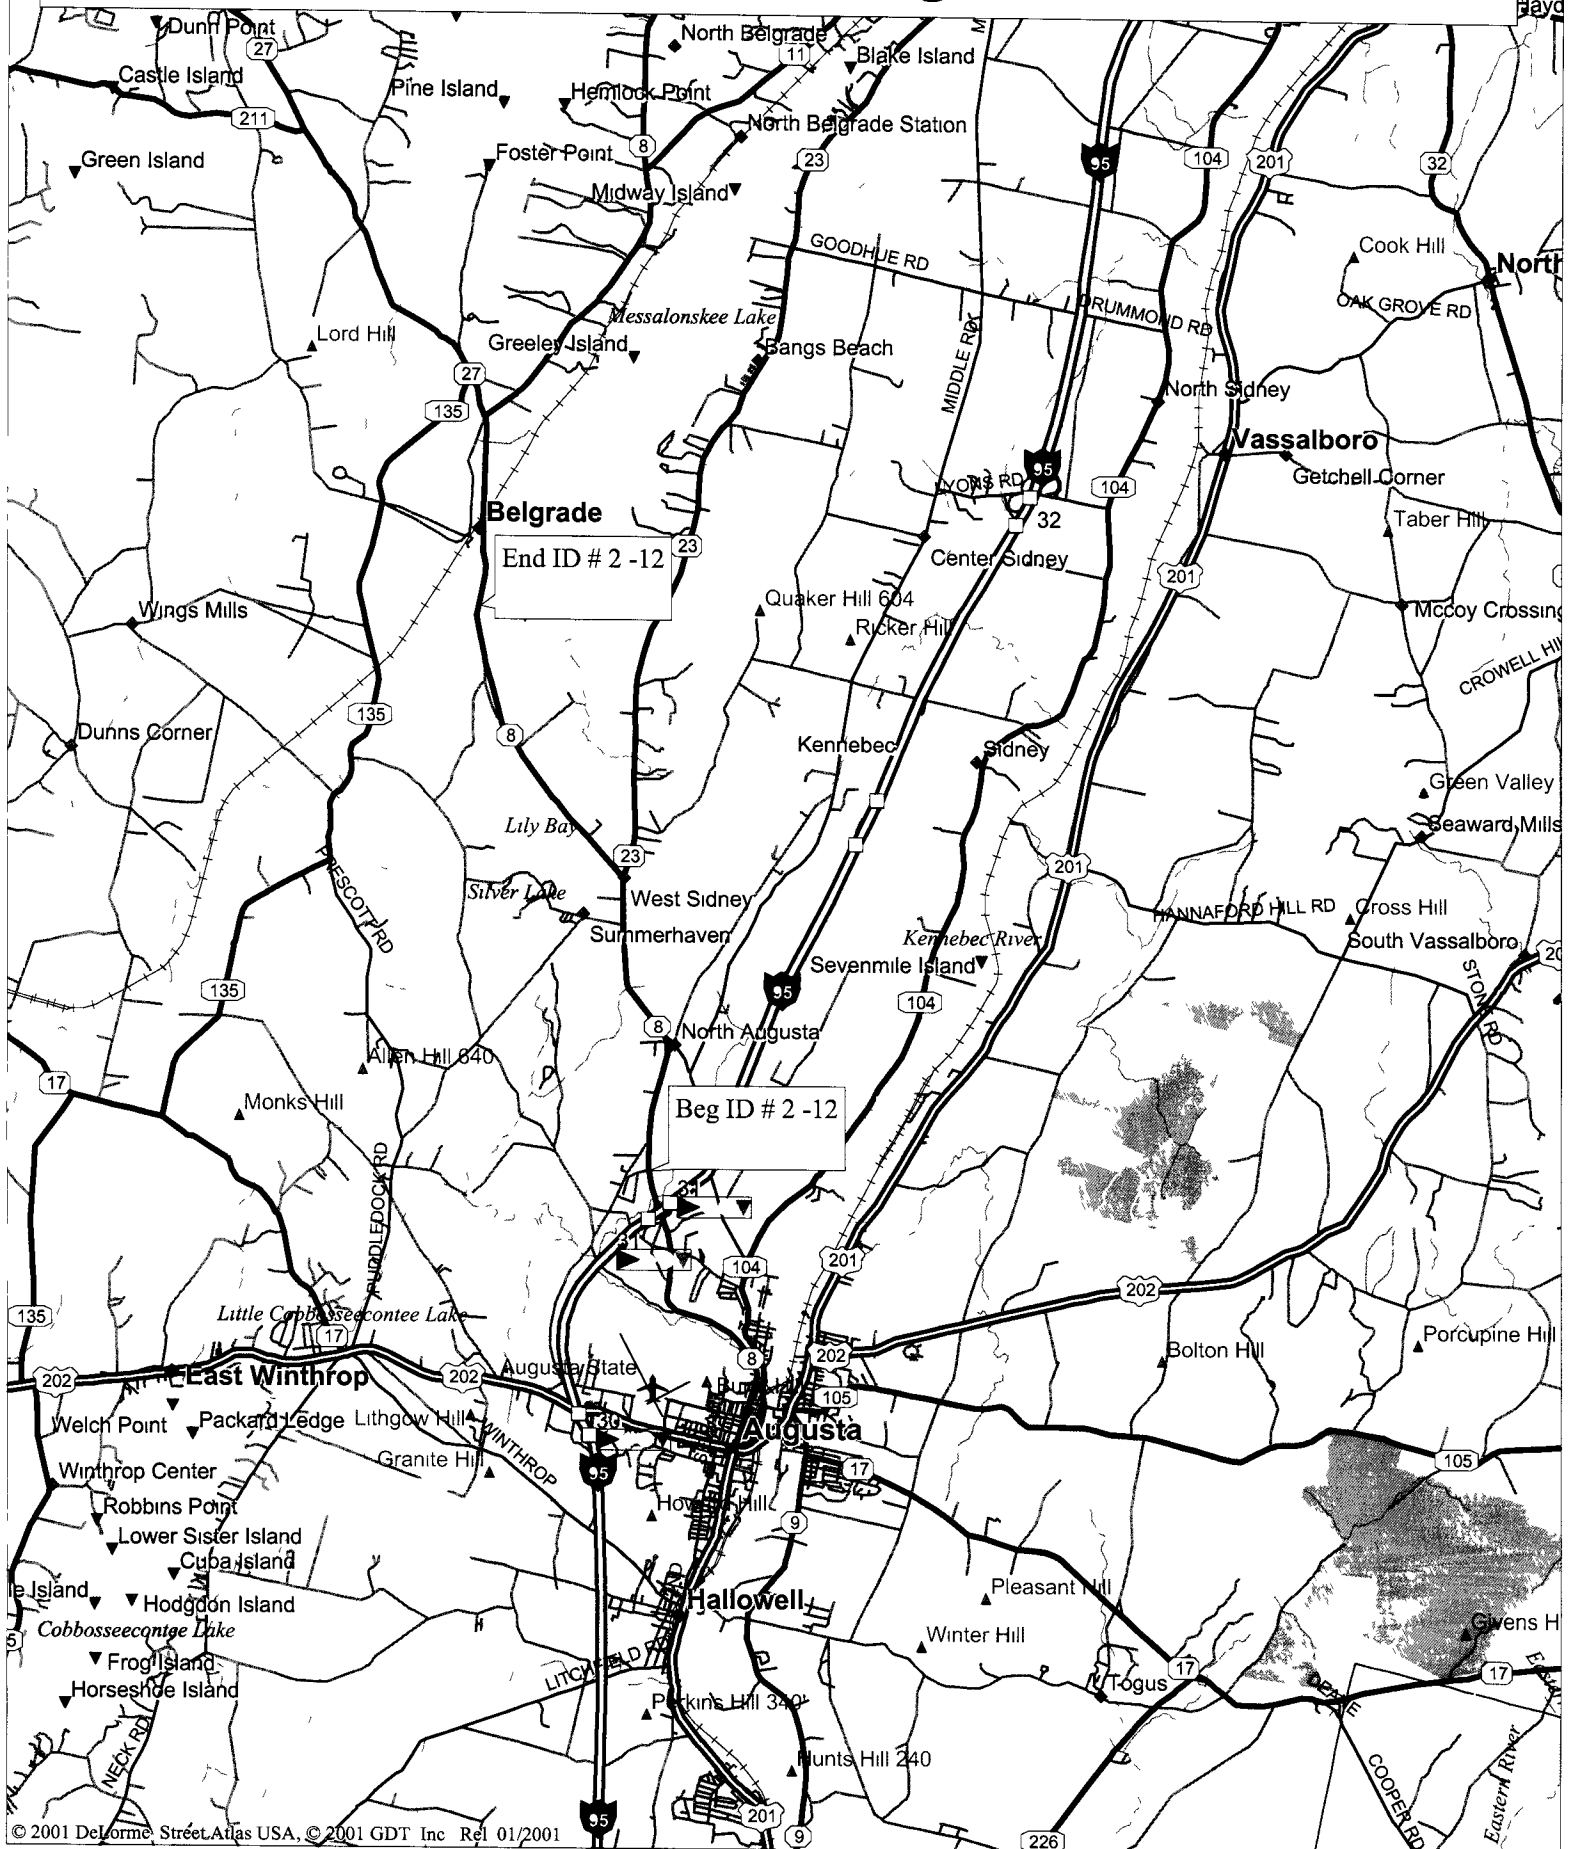 Dunn Point
27
North Belgrade
11
Blake Island
Castle Island
Pine Island
Hemlock Point
211
North Belgrade Station
8
Green Island
Foster Point
23
95
104
201
32
Midway Island
GOODHUE RD
Cook Hill
North
OAK GROVE RD
DRUMMOND RD
Messalonskee Lake
Lord Hill
Greeley Island
Bangs Beach
MIDDLE RD
27
135
North Sidney
Vassalboro
Getchell Corner
95
LYONS RD
104
32
Belgrade
Taber Hill
End ID # 2 -12
23
Center Sidney
201
Quaker Hill 604
Wings Mills
Mccoy Crossing
Ricker Hill
CROWELL HIL
135
Dunns Corner
8
Kennebec
Sidney
Green Valley
Lily Bay
Seaward Mills
23
201
PRESCOTT RD
Silver Lake
West Sidney
HANNAFORD HILL RD
Cross Hill
Summerhaven
Kennebec River
South Vassalboro
20
Sevenmile Island
STONE RD
135
95
104
8
North Augusta
Allen Hill 640
17
Monks Hill
Beg ID # 2 -12
PUDDLEDOCK RD
31
31
104
201
202
135
Little Cobbosseecontee Lake
17
Porcupine Hill
Bolton Hill
8
202
202
East Winthrop
202
Augusta State
105
Welch Point
Packard Ledge
Lithgow Hill
WINTHROP
30
Augusta
Granite Hill
95
17
105
Winthrop Center
Robbins Point
Howard Hill
9
Lower Sister Island
Cuba Island
le Island
Hodgdon Island
Hallowell
Pleasant Hill
5
Cobbosseecontee Lake
Winter Hill
Givens H
Frog Island
LITCHFIELD RD
17
17
Horseshoe Island
Togus
Perkins Hill 340
NECK RD
Hunts Hill 240
COOPER RD
Eastern River
95
201
9
226
© 2001 DeLorme Street Atlas USA, © 2001 GDT Inc Rel 01/2001